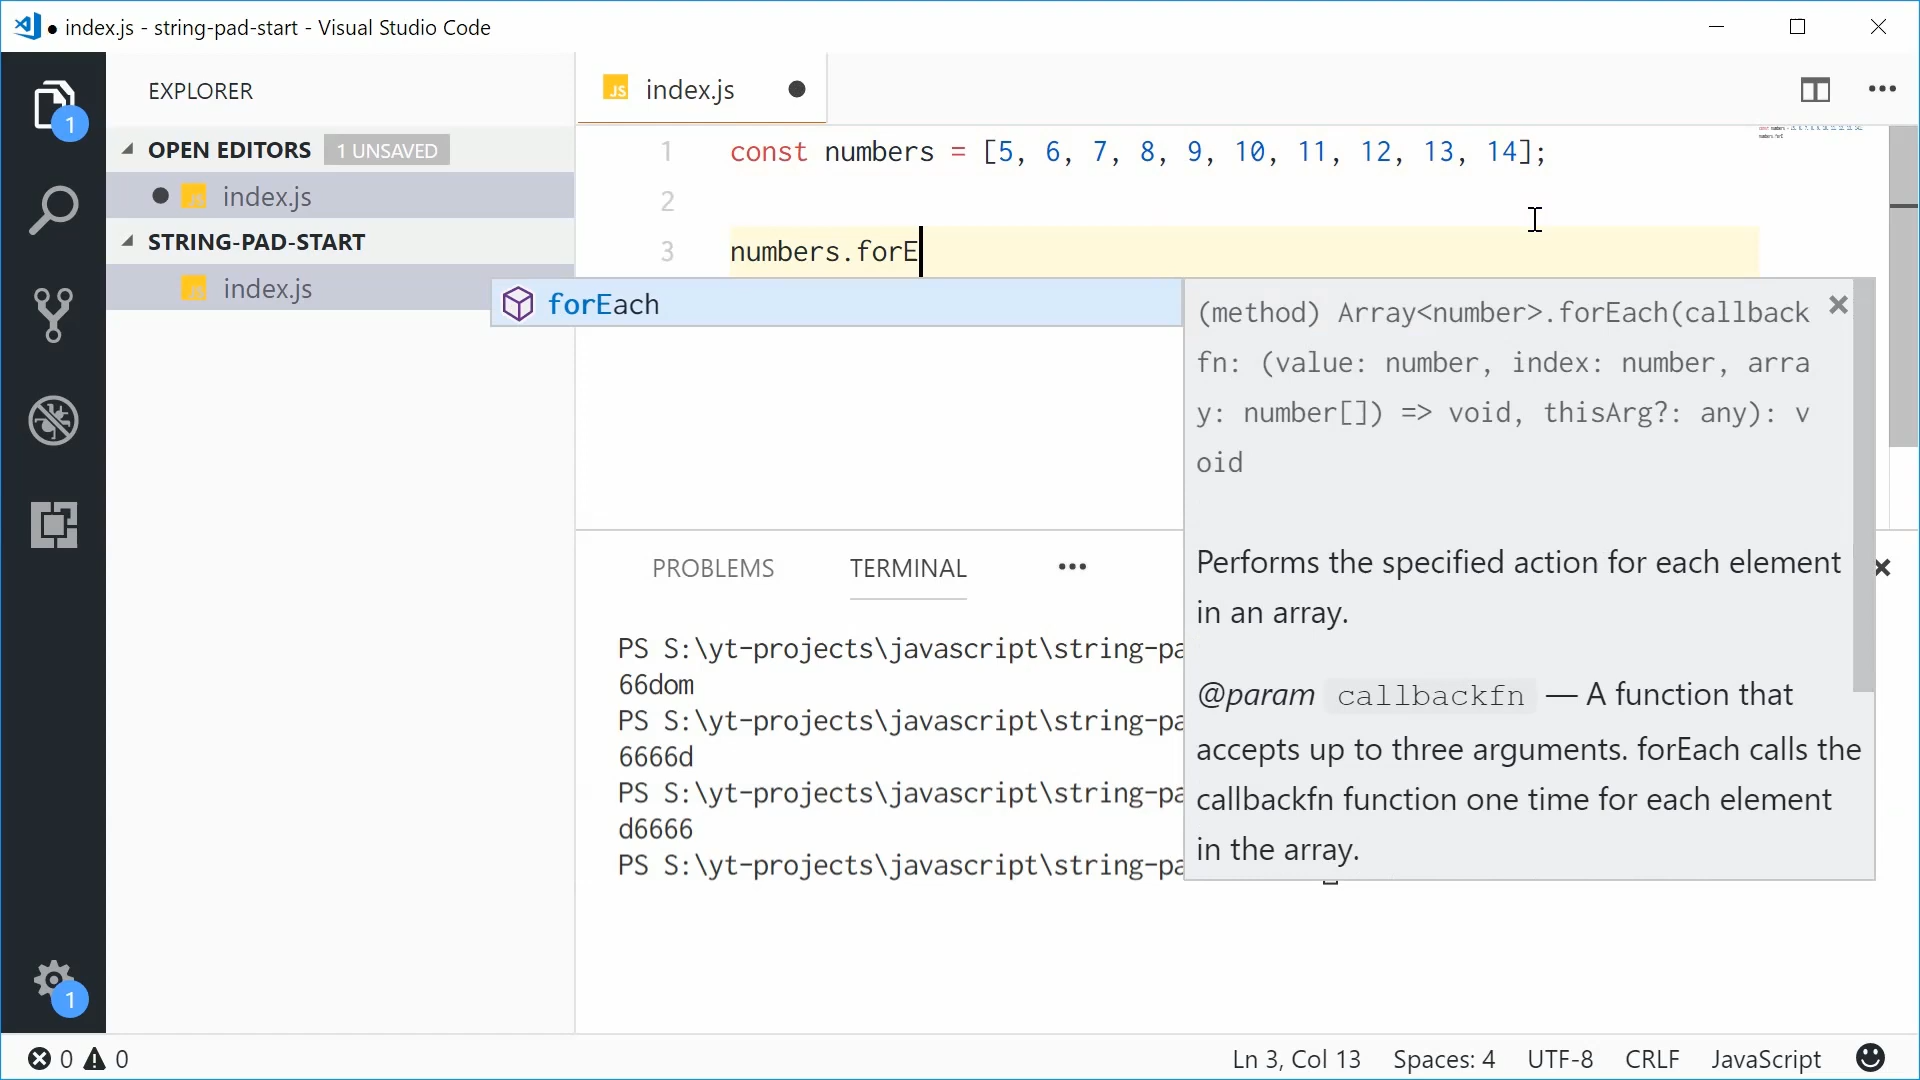 ● index.js - string-pad-start - Visual Studio Code
EXPLORER
OPEN EDITORS 1 UNSAVED
index.js
STRING-PAD-START
index.js
1
1
JS index.js
1 const numbers = [5, 6, 7, 8, 9, 10, 11, 12, 13, 14];
2
3 numbers.forE
forEach
(method) Array<number>.forEach(callback
fn: (value: number, index: number, arra
y: number[]) => void, thisArg?: any): v
oid
Performs the specified action for each element
in an array.
@param callbackfn — A function that
accepts up to three arguments. forEach calls the
callbackfn function one time for each element
in the array.
PROBLEMS TERMINAL
PS S:\yt-projects\javascript\string-pa
66dom
PS S:\yt-projects\javascript\string-pa
6666d
PS S:\yt-projects\javascript\string-pa
d6666
PS S:\yt-projects\javascript\string-pa
0 0 Ln 3, Col 13 Spaces: 4 UTF-8 CRLF JavaScript